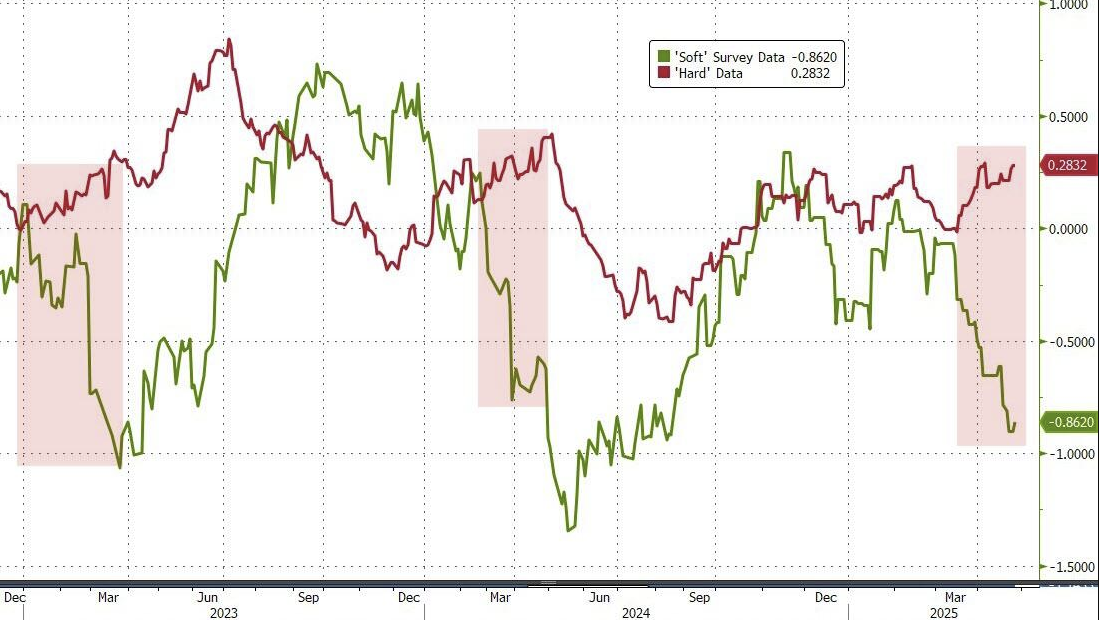 1.0000
'Soft' Survey Data -0.8620
'Hard' Data 0.2832
0.5000
0.2832
0.0000
-0.5000
-0.8620
-1.0000
-1.5000
Dec Mar Jun Sep Dec Mar Jun Sep Dec Mar
2023 2024 2025